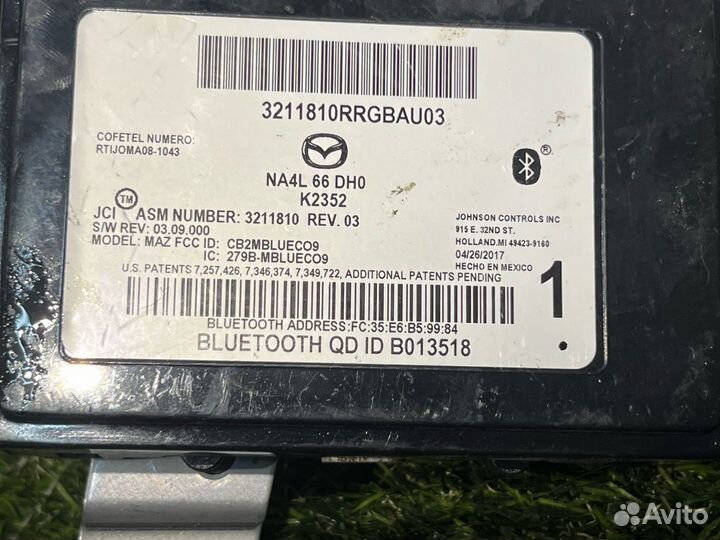 3211810RRGBAU03
COFETEL NUMERO:
RTIJOMA08-1043
®
NA4L 66 DH0
K2352
JCI TM ASM NUMBER: 3211810 REV. 03
S/W REV: 03.09.000
MODEL: MAZ FCC ID: CB2MBLUECO9
IC: 279B-MBLUECO9
JOHNSON CONTROLS INC
915 E. 32ND ST.
HOLLAND.MI 49423-9160
04/26/2017
HECHO EN MEXICO
U.S. PATENTS 7,257,426, 7,346,374, 7,349,722, ADDITIONAL PATENTS PENDING
1
BLUETOOTH ADDRESS:FC:35:E6:B5:99:84
BLUETOOTH QD ID B013518
Avito